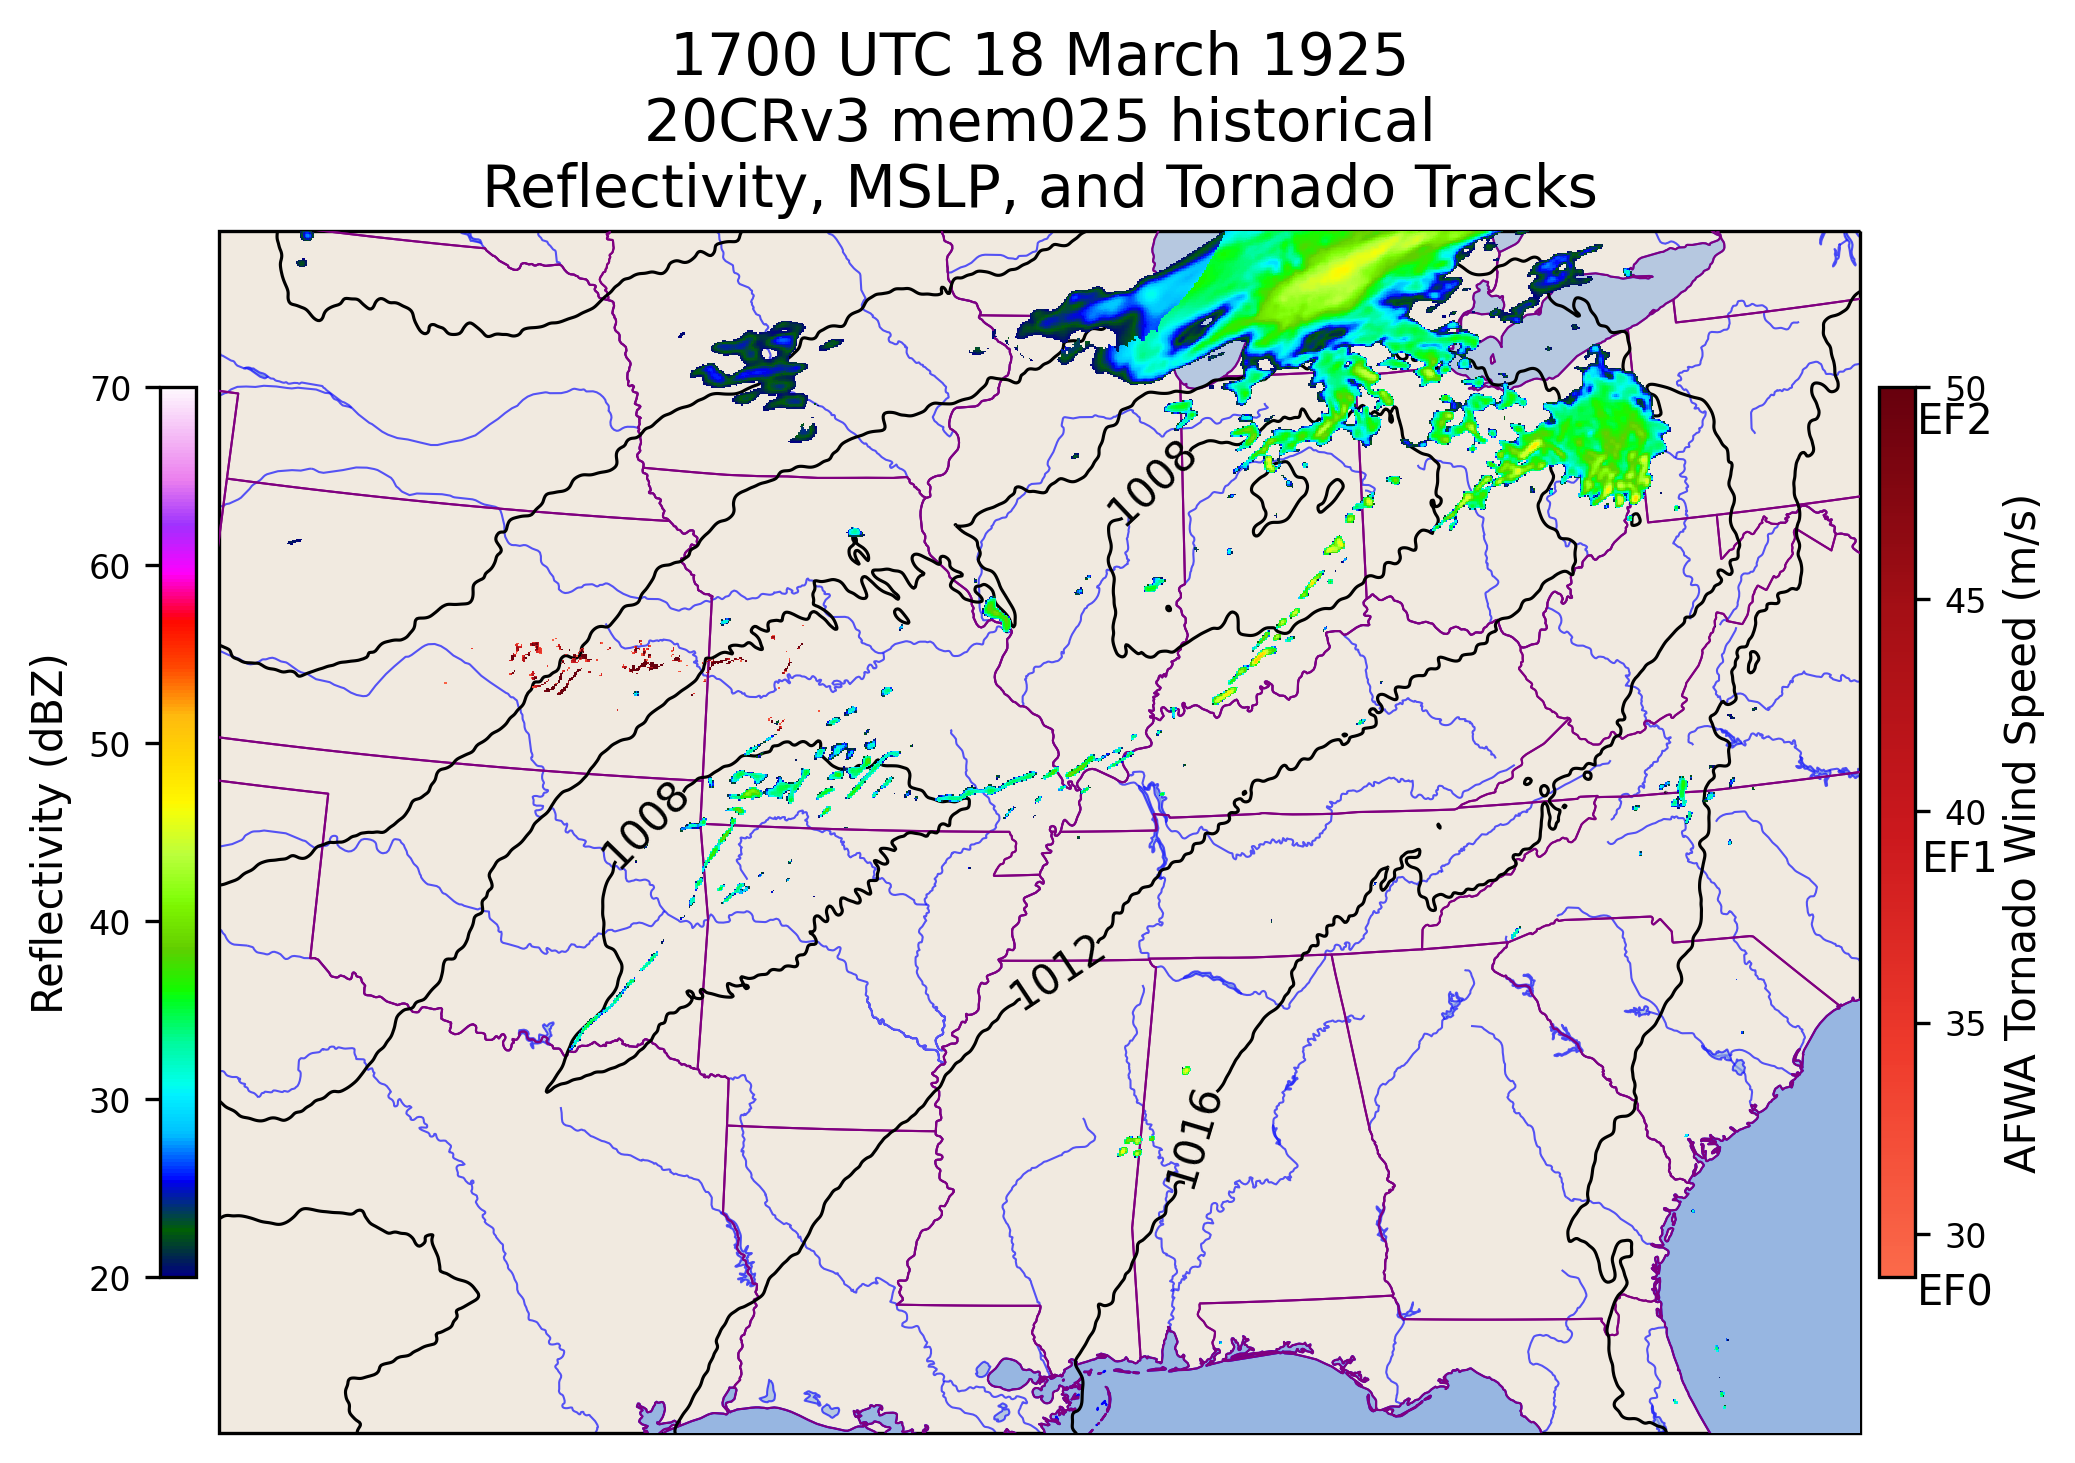 1700 UTC 18 March 1925
20CRv3 mem025 historical
Reflectivity, MSLP, and Tornado Tracks
Reflectivity (dBZ)
70
60
50
40
30
20
1008
1008
1012
1016
50
EF2
45
40
EF1
35
30
EF0
AFWA Tornado Wind Speed (m/s)